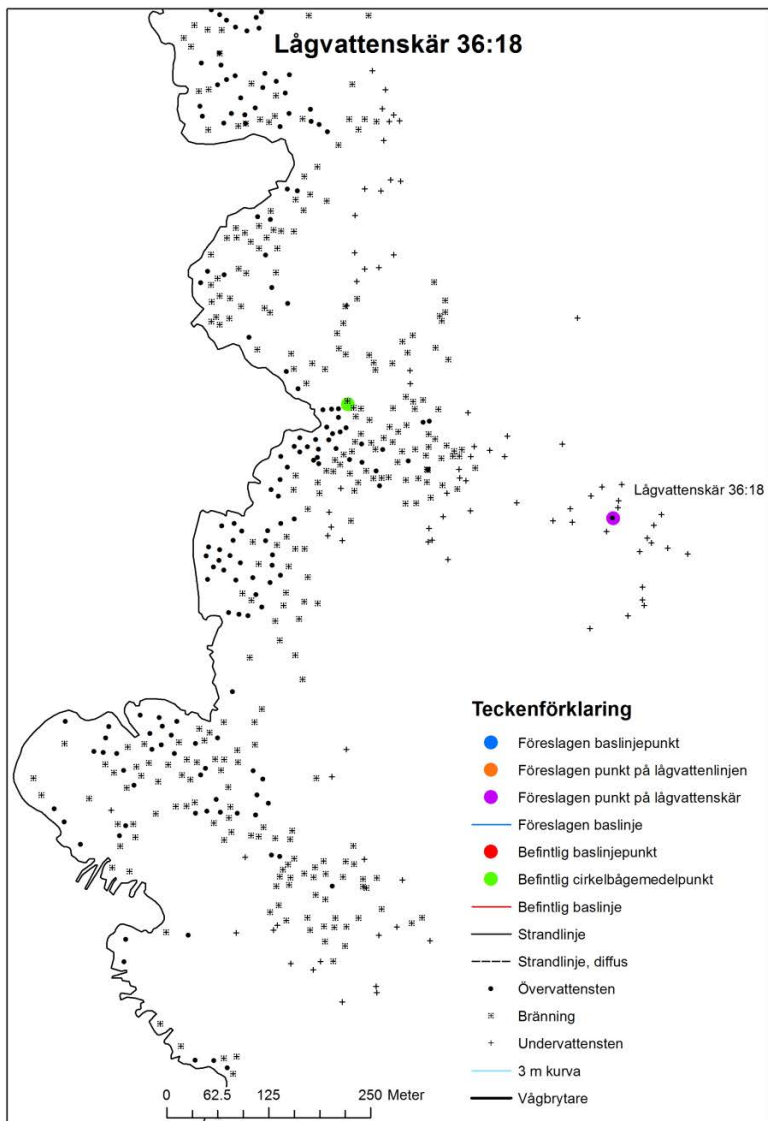 Lågvattenskär 36:18
Lågvattenskär 36:18
Teckenförklaring
Föreslagen baslinjepunkt
Föreslagen punkt på lågvattenlinjen
Föreslagen punkt på lågvattenskär
Föreslagen baslinje
Befintlig baslinjepunkt
Befintlig cirkelbågemedelpunkt
Befintlig baslinje
Strandlinje
Strandlinje, diffus
Övervattensten
Bränning
Undervattensten
3 m kurva
Vågbrytare
0 62.5 125 250 Meter